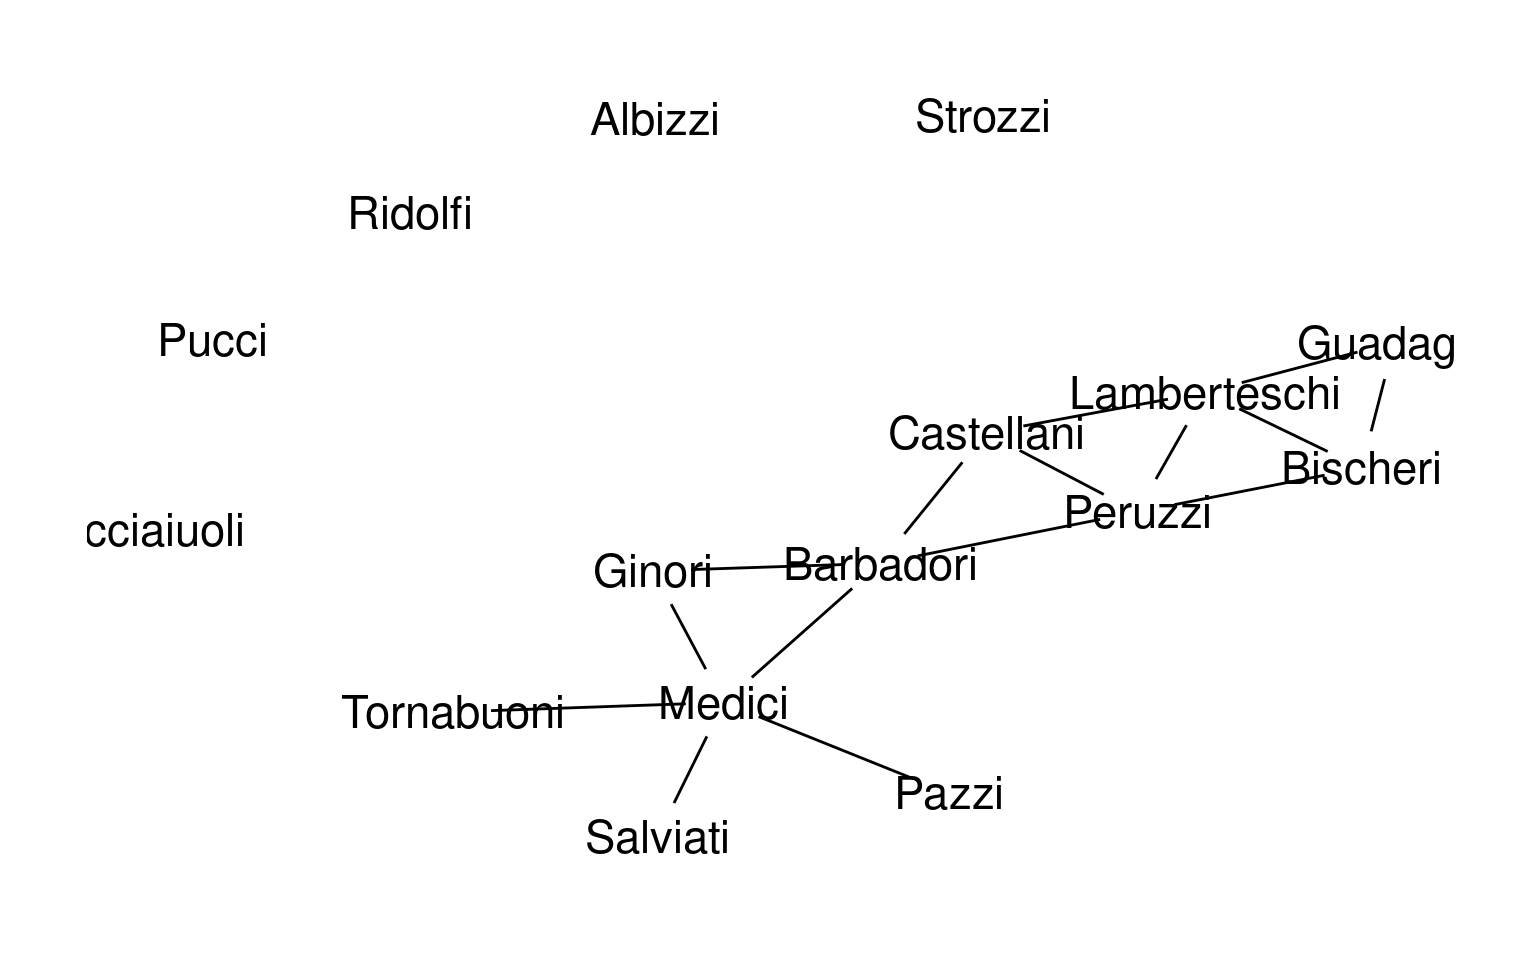 Albizzi
Strozzi
Ridolfi
Pucci
Guadag
Lamberteschi
Castellani
Bischeri
Peruzzi
cciaiuoli
Ginori
Barbadori
Medici
Tornabuoni
Pazzi
Salviati